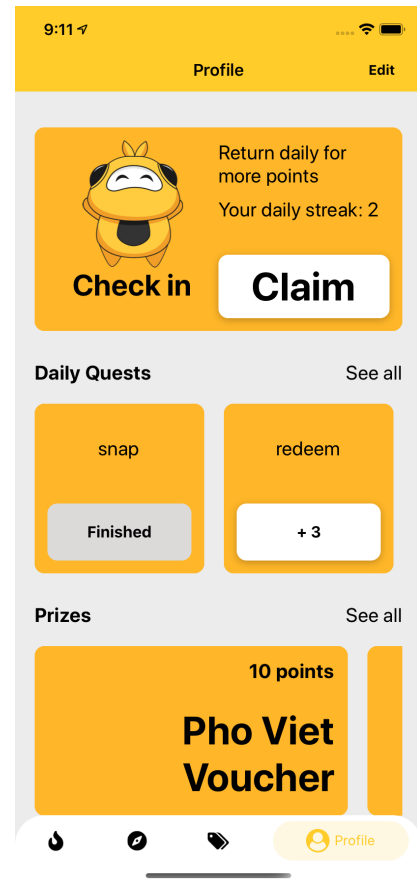 9:11
Profile
Edit
Return daily for
more points
Your daily streak: 2
Check in
Claim
Daily Quests
See all
snap
redeem
Finished
+ 3
Prizes
See all
10 points
Pho Viet
Voucher
Profile